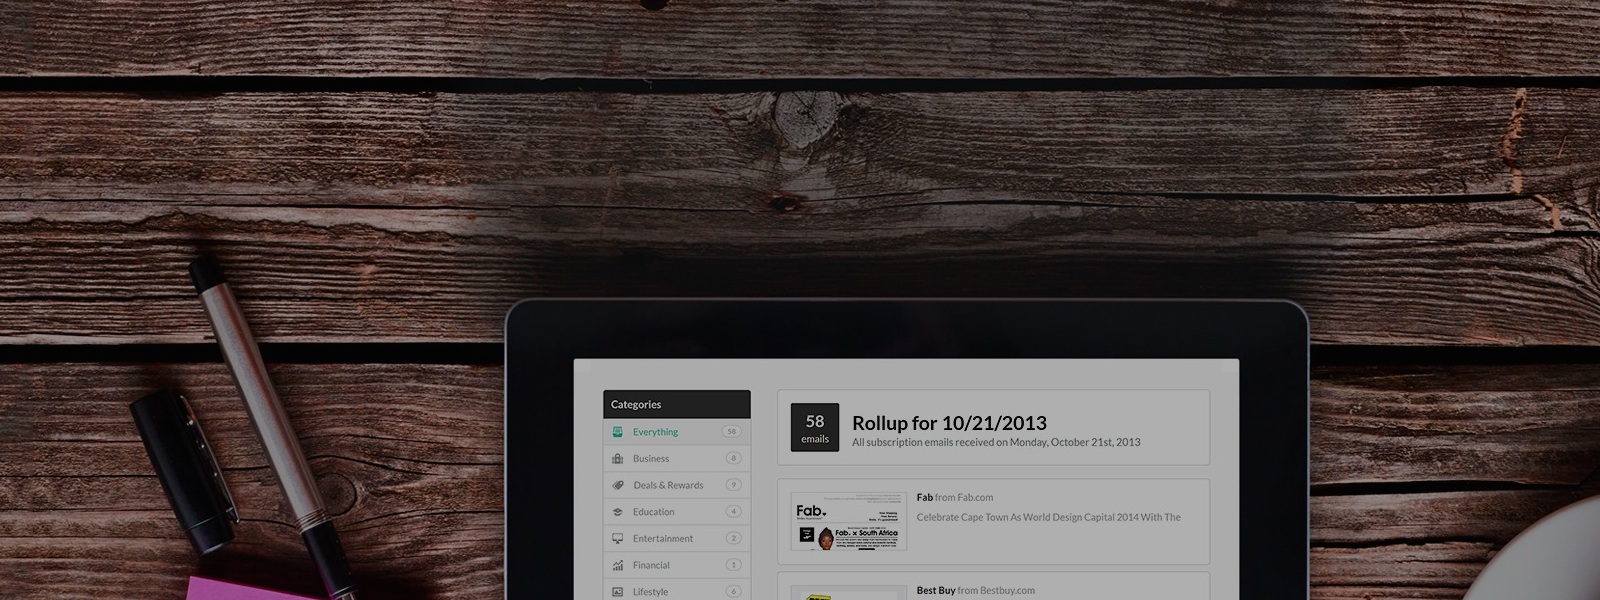 Categories
Everything 58
Business 8
Deals & Rewards 9
Education 4
Entertainment 2
Financial 1
Lifestyle 6
58
emails
Rollup for 10/21/2013
All subscription emails received on Monday, October 21st, 2013
Fab from Fab.com
Celebrate Cape Town As World Design Capital 2014 With The
Fab.
Fab. x South Africa
Best Buy from Bestbuy.com